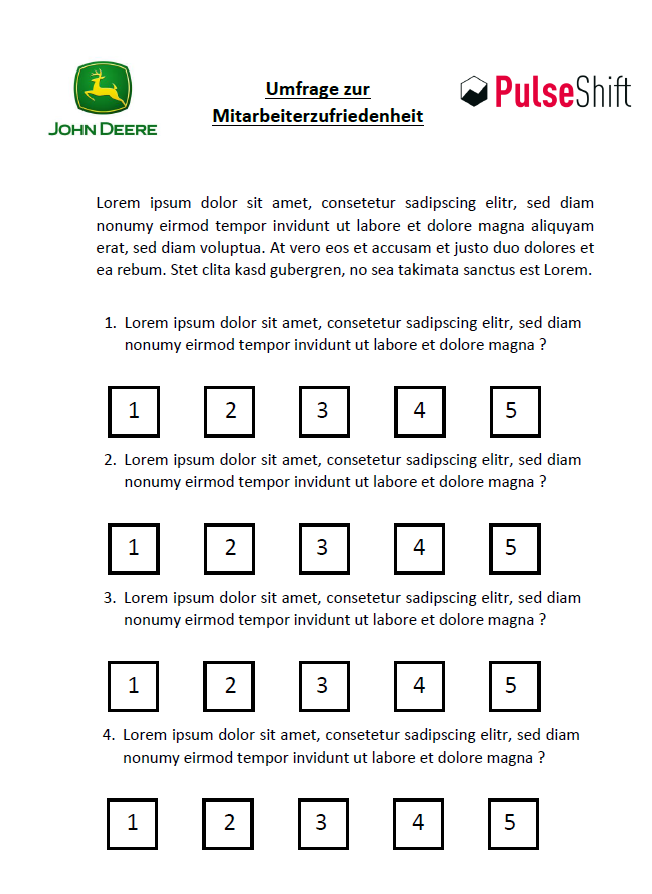 JOHN DEERE
Umfrage zur
Mitarbeiterzufriedenheit
PulseShift
Lorem ipsum dolor sit amet, consetetur sadipscing elitr, sed diam
nonumy eirmod tempor invidunt ut labore et dolore magna aliquyam
erat, sed diam voluptua. At vero eos et accusam et justo duo dolores et
ea rebum. Stet clita kasd gubergren, no sea takimata sanctus est Lorem.
1. Lorem ipsum dolor sit amet, consetetur sadipscing elitr, sed diam
nonumy eirmod tempor invidunt ut labore et dolore magna ?
1 2 3 4 5
2. Lorem ipsum dolor sit amet, consetetur sadipscing elitr, sed diam
nonumy eirmod tempor invidunt ut labore et dolore magna ?
1 2 3 4 5
3. Lorem ipsum dolor sit amet, consetetur sadipscing elitr, sed diam
nonumy eirmod tempor invidunt ut labore et dolore magna ?
1 2 3 4 5
4. Lorem ipsum dolor sit amet, consetetur sadipscing elitr, sed diam
nonumy eirmod tempor invidunt ut labore et dolore magna ?
1 2 3 4 5